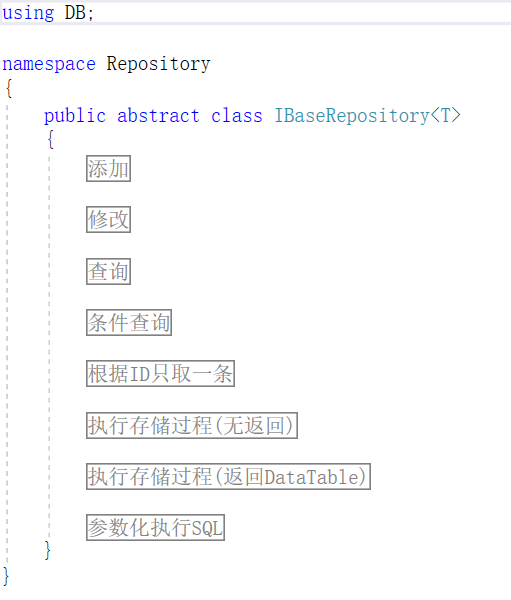 using DB;
namespace Repository
{
public abstract class IBaseRepository<T>
{
添加
修改
查询
条件查询
根据ID只取一条
执行存储过程(无返回)
执行存储过程(返回DataTable)
参数化执行SQL
}
}